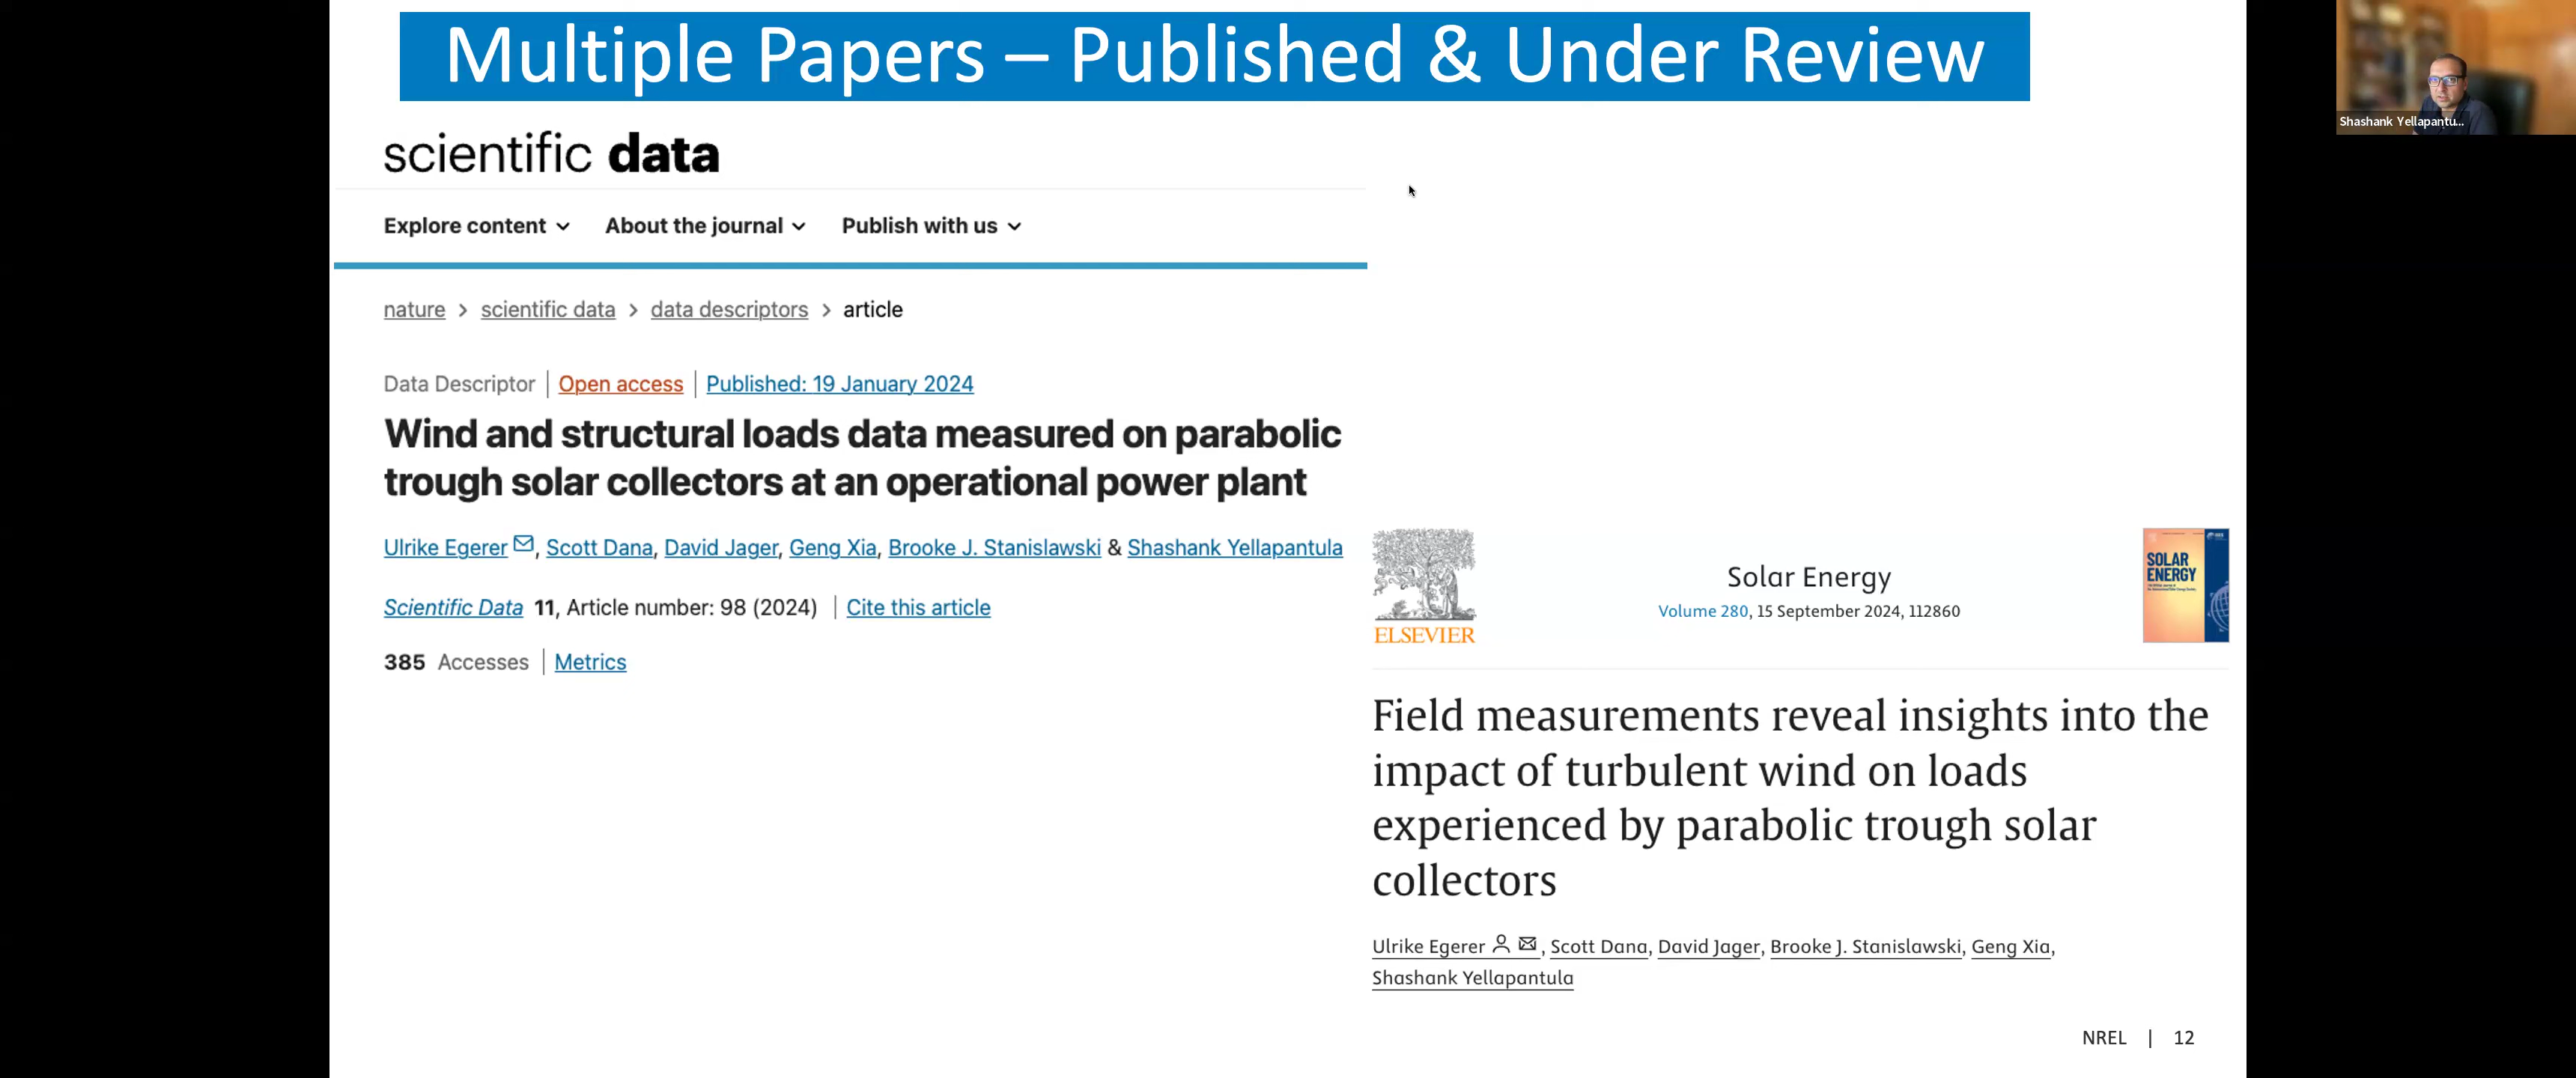 Multiple Papers – Published & Under Review
Shashank Yellapantu...
scientific data
Explore content
About the journal
Publish with us
nature > scientific data > data descriptors > article
Data Descriptor | Open access | Published: 19 January 2024
Wind and structural loads data measured on parabolic
trough solar collectors at an operational power plant
Ulrike Egerer, Scott Dana, David Jager, Geng Xia, Brooke J. Stanislawski & Shashank Yellapantula
Scientific Data 11, Article number: 98 (2024) | Cite this article
385 Accesses | Metrics
ELSEVIER
Solar Energy
Volume 280, 15 September 2024, 112860
SOLAR
ENERGY
Field measurements reveal insights into the
impact of turbulent wind on loads
experienced by parabolic trough solar
collectors
Ulrike Egerer, Scott Dana, David Jager, Brooke J. Stanislawski, Geng Xia,
Shashank Yellapantula
NREL | 12